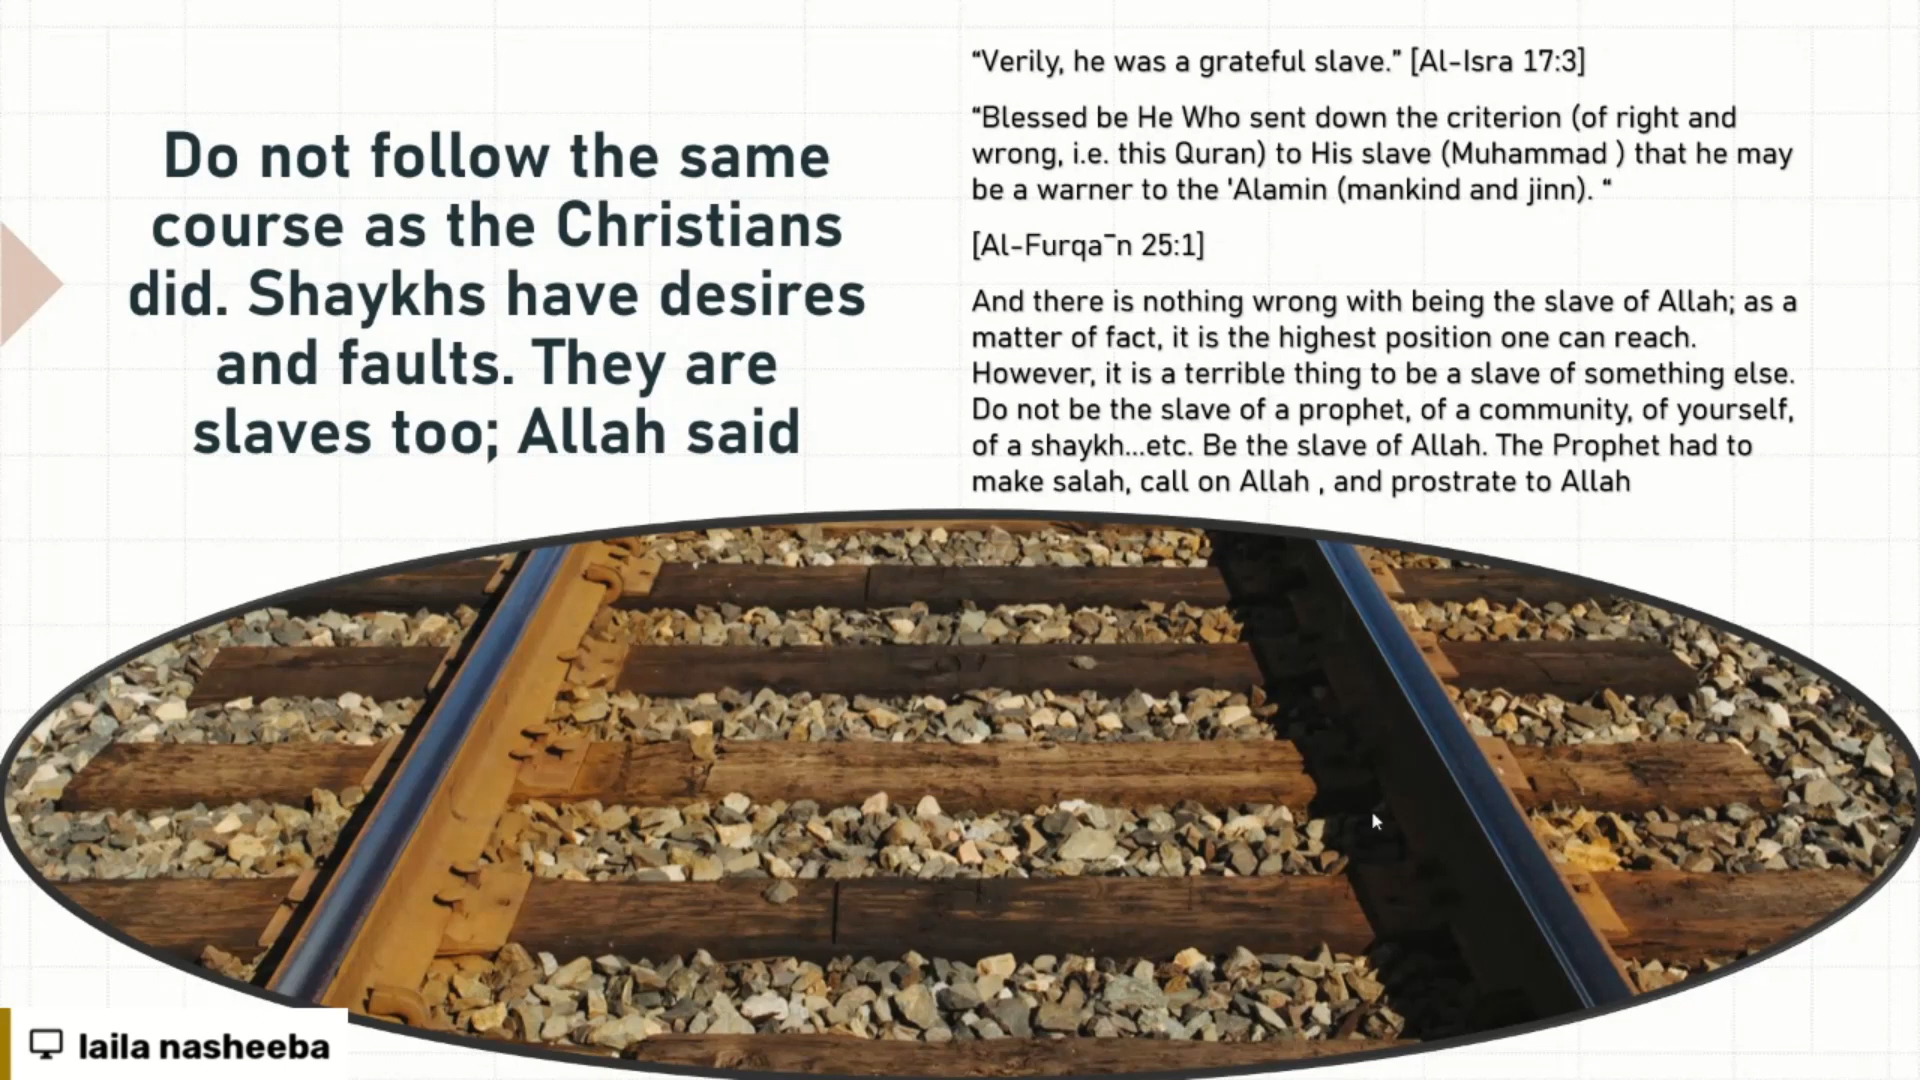 Do not follow the same
course as the Christians
did. Shaykhs have desires
and faults. They are
slaves too; Allah said
“Verily, he was a grateful slave.” [Al-Isra 17:3]
“Blessed be He Who sent down the criterion (of right and
wrong, i.e. this Quran) to His slave (Muhammad ) that he may
be a warner to the 'Alamin (mankind and jinn). “
[Al-Furqa¯n 25:1]
And there is nothing wrong with being the slave of Allah; as a
matter of fact, it is the highest position one can reach.
However, it is a terrible thing to be a slave of something else.
Do not be the slave of a prophet, of a community, of yourself,
of a shaykh...etc. Be the slave of Allah. The Prophet had to
make salah, call on Allah , and prostrate to Allah
laila nasheeba